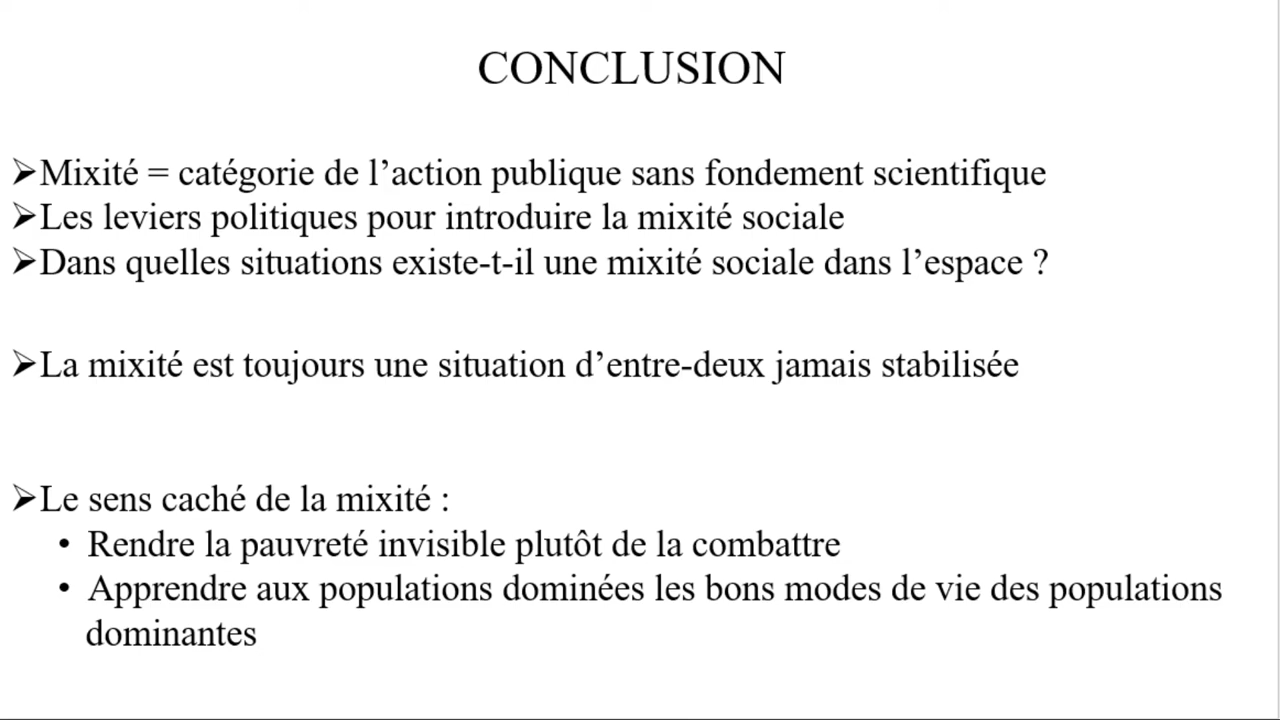 CONCLUSION
➢Mixité = catégorie de l’action publique sans fondement scientifique
➢Les leviers politiques pour introduire la mixité sociale
➢Dans quelles situations existe-t-il une mixité sociale dans l’espace ?
➢La mixité est toujours une situation d’entre-deux jamais stabilisée
➢Le sens caché de la mixité :
• Rendre la pauvreté invisible plutôt de la combattre
• Apprendre aux populations dominées les bons modes de vie des populations
dominantes